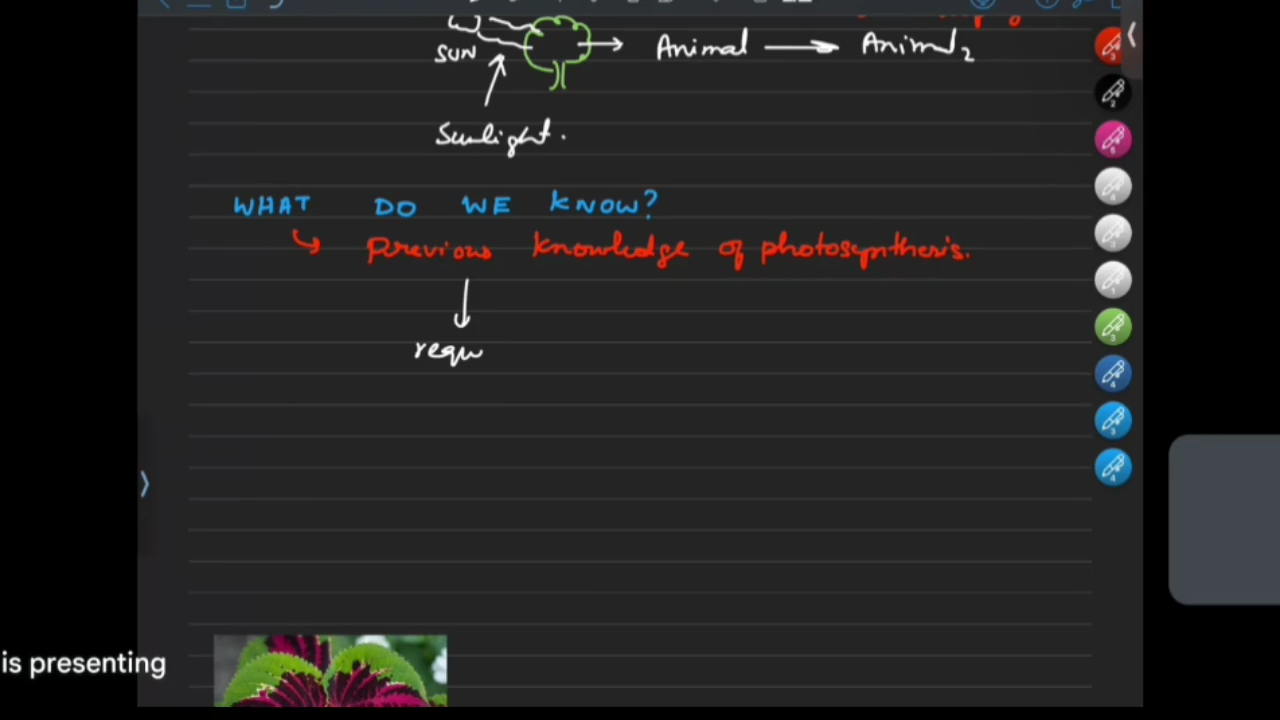 SUN
Animal Animal2
Sunlight.
WHAT DO WE KNOW?
Previous knowledge of photosynthesis.
requ
is presenting